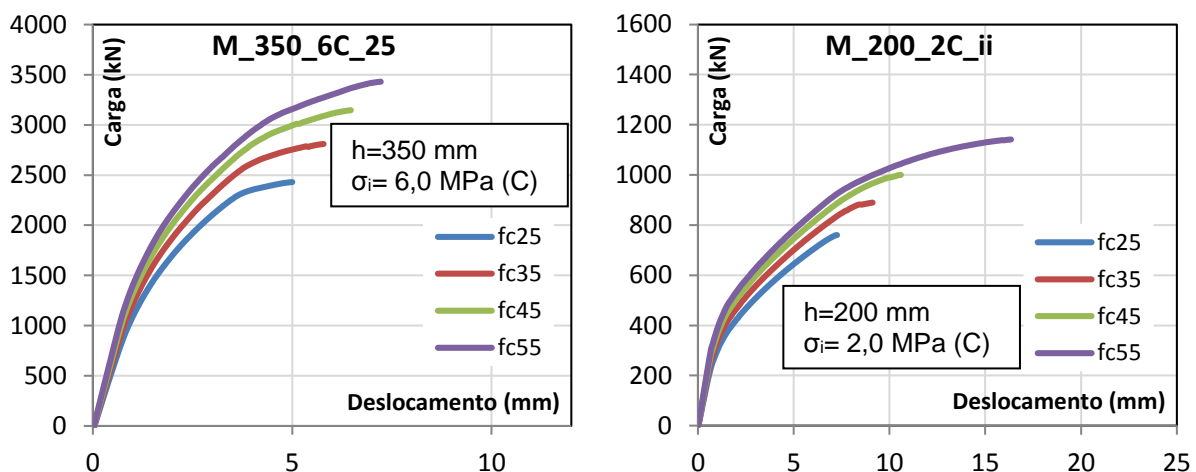 M_350_6C_25
Carga (kN)
4000
3500
3000
2500
2000
1500
1000
500
0
h=350 mm
σi= 6,0 MPa (C)
fc25
fc35
fc45
fc55
Deslocamento (mm)
0 5 10
M_200_2C_ii
Carga (kN)
1600
1400
1200
1000
800
600
400
200
0
fc25
fc35
fc45
fc55
h=200 mm
σi= 2,0 MPa (C)
Deslocamento (mm)
0 5 10 15 20 25